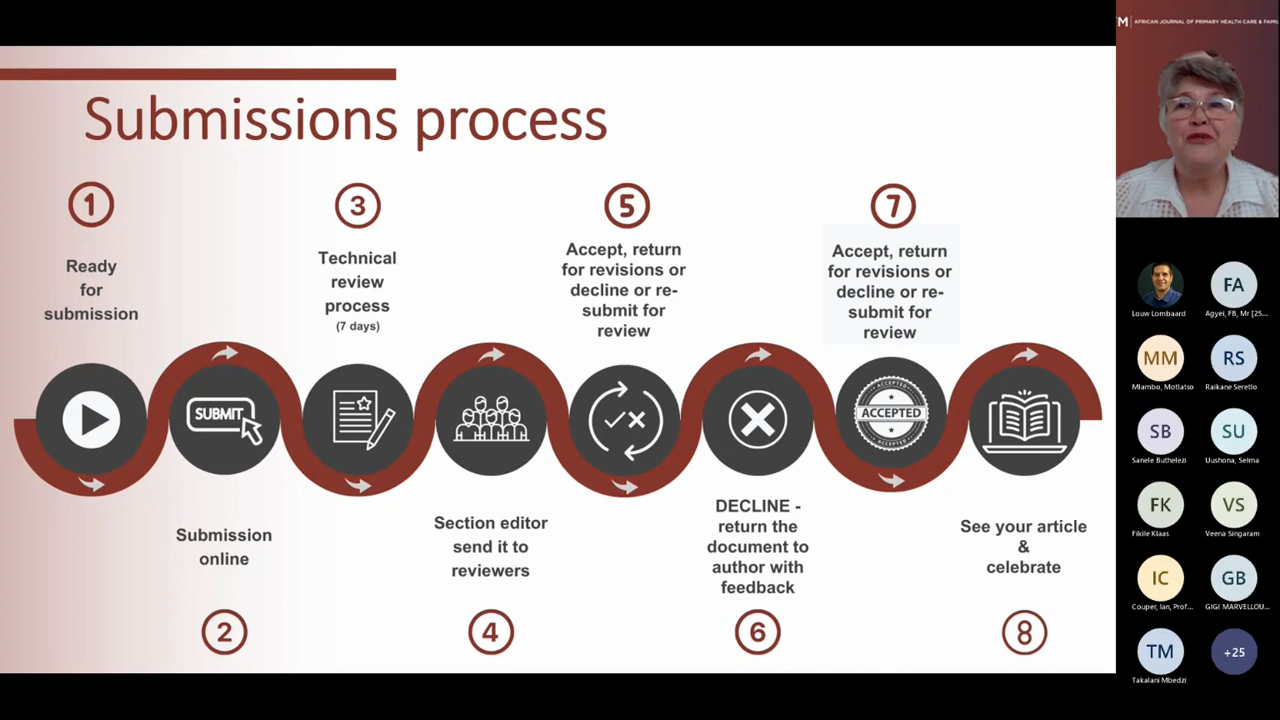 Submissions process
1
Ready
for
submission
SUBMIT
Submission
online
2
3
Technical
review
process
(7 days)
Section editor
send it to
reviewers
4
5
Accept, return
for revisions or
decline or re-
submit for
review
DECLINE -
return the
document to
author with
feedback
6
7
Accept, return
for revisions or
decline or re-
submit for
review
ACCEPTED
ACCEPTED
ACCEPTED
See your article
&
celebrate
8
M
AFRICAN JOURNAL OF PRIMARY HEALTH CARE & FAMI
Louw Lombaard
FA
Agyei, FB, Mr [25...
MM
Mlambo, Motlatso
RS
Raikane Seretlo
SB
Sanele Buthelezi
SU
Uushona, Selma
FK
Fikile Klaas
VS
Veena Singaram
IC
Couper, Ian, Prof...
GB
GIGI MARVELLOU...
TM
Takalani Mbedzi
+25